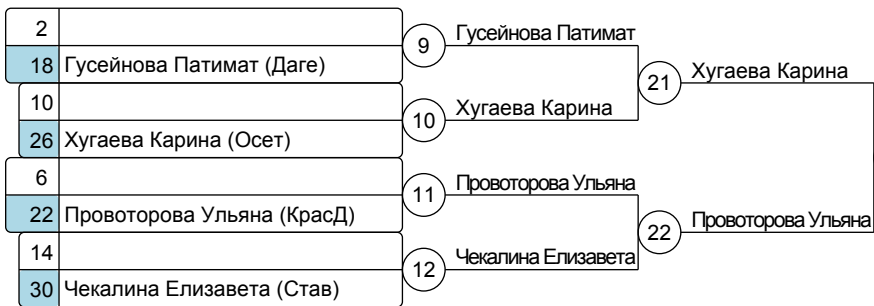 2
9
Гусейнова Патимат
18 Гусейнова Патимат (Даге)
21
Хугаева Карина
10
10
Хугаева Карина
26 Хугаева Карина (Осет)
6
11
Провоторова Ульяна
22 Провоторова Ульяна (КрасД)
22
Провоторова Ульяна
14
12
Чекалина Елизавета
30 Чекалина Елизавета (Став)